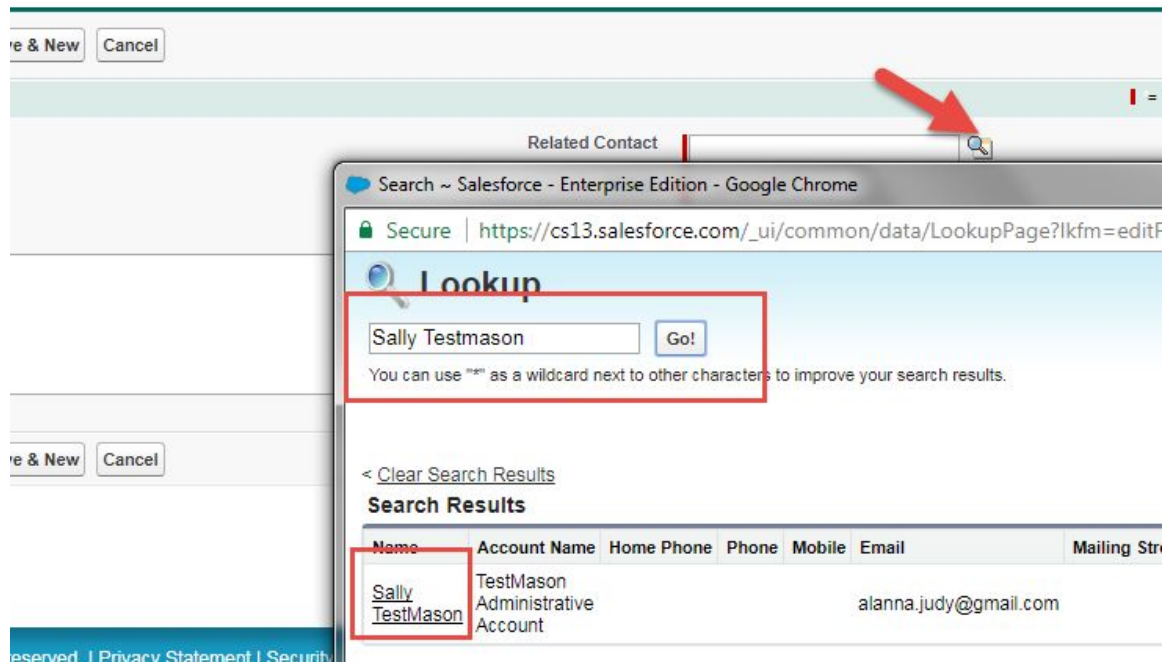 e & New Cancel
=
Related Contact
Search ~ Salesforce - Enterprise Edition - Google Chrome
Secure | https://cs13.salesforce.com/_ui/common/data/LookupPage?lkfm=editP
Lookup
Sally Testmason Go!
You can use "*" as a wildcard next to other characters to improve your search results.
e & New Cancel
< Clear Search Results
Search Results
Name Account Name Home Phone Phone Mobile Email Mailing Stre
Sally TestMason
TestMason Administrative Account
alanna.judy@gmail.com
eserved. | Privacy Statement | Security